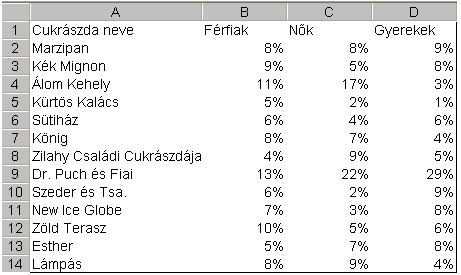 A B C D
1 Cukrászda neve Férfiak Nők Gyerekek
2 Marzipan 8% 8% 9%
3 Kék Mignon 9% 5% 8%
4 Álom Kehely 11% 17% 3%
5 Kürtős Kalács 5% 2% 1%
6 Sütiház 6% 4% 6%
7 König 8% 7% 4%
8 Zilahy Családi Cukrászdája 4% 9% 5%
9 Dr. Puch és Fiai 13% 22% 29%
10 Szeder és Tsa. 6% 2% 9%
11 New Ice Globe 7% 3% 8%
12 Zöld Terasz 10% 5% 6%
13 Esther 5% 7% 8%
14 Lámpás 8% 9% 4%